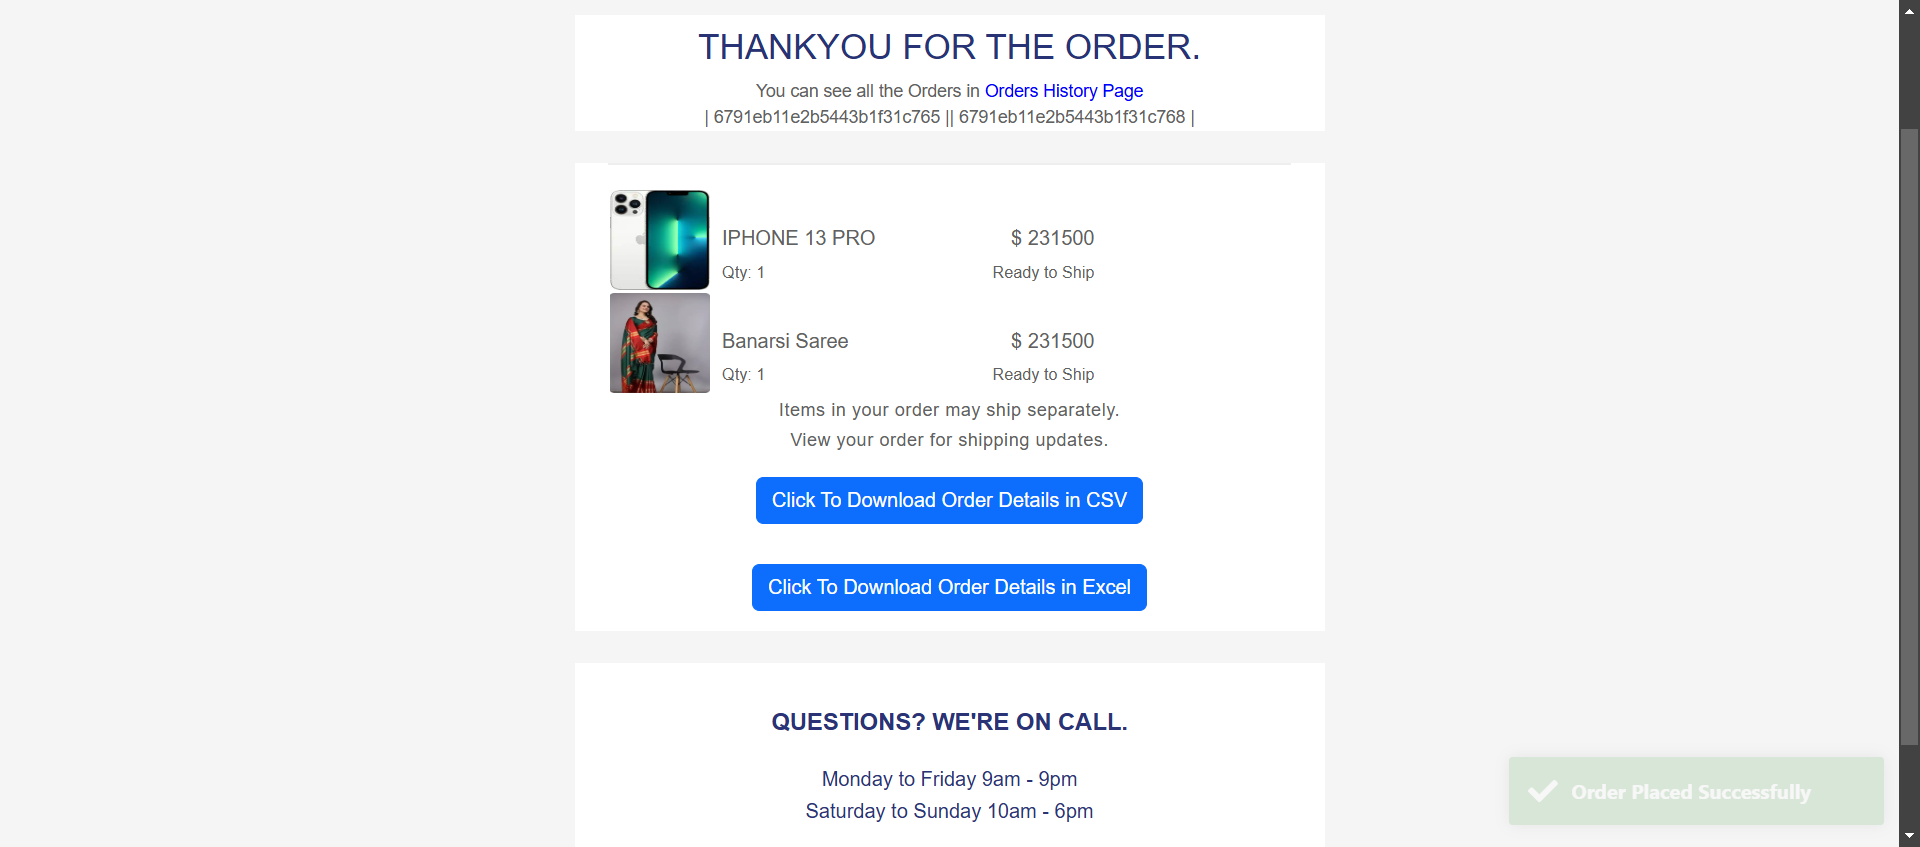 THANKYOU FOR THE ORDER.
You can see all the Orders in Orders History Page
| 6791eb11e2b5443b1f31c765 || 6791eb11e2b5443b1f31c768 |
IPHONE 13 PRO $ 231500
Qty: 1 Ready to Ship
Banarsi Saree $ 231500
Qty: 1 Ready to Ship
Items in your order may ship separately.
View your order for shipping updates.
Click To Download Order Details in CSV
Click To Download Order Details in Excel
QUESTIONS? WE'RE ON CALL.
Monday to Friday 9am - 9pm
Saturday to Sunday 10am - 6pm
Order Placed Successfully